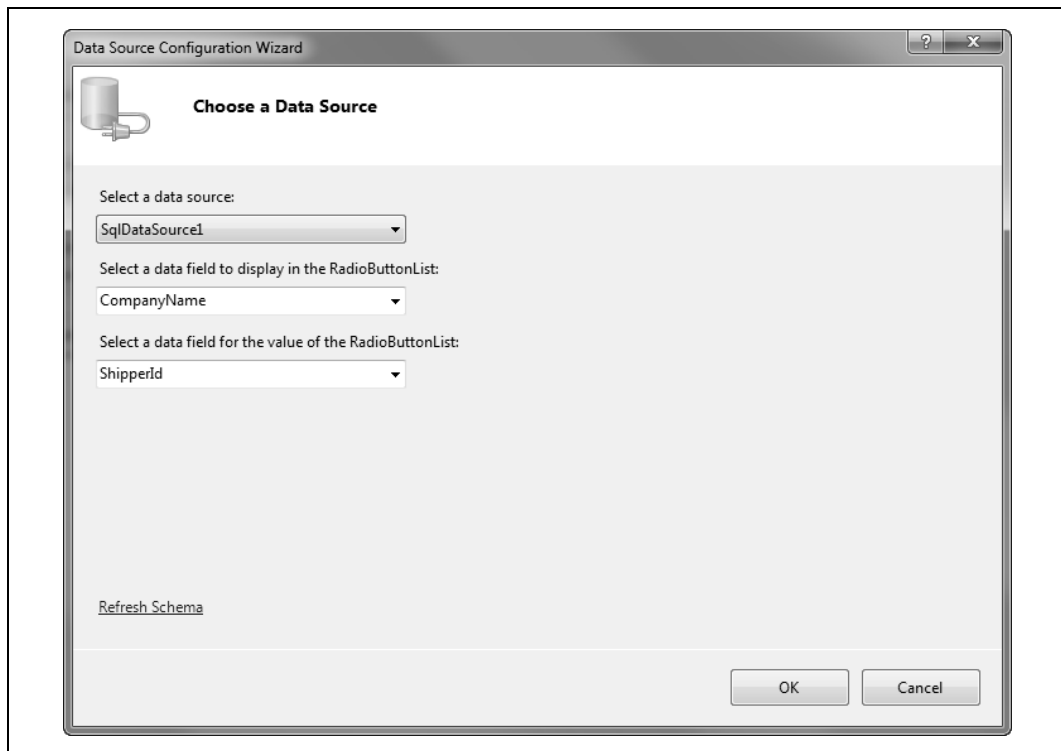 Data Source Configuration Wizard
?
Choose a Data Source
Select a data source:
SqlDataSource1
Select a data field to display in the RadioButtonList:
CompanyName
Select a data field for the value of the RadioButtonList:
ShipperId
Refresh Schema
OK
Cancel